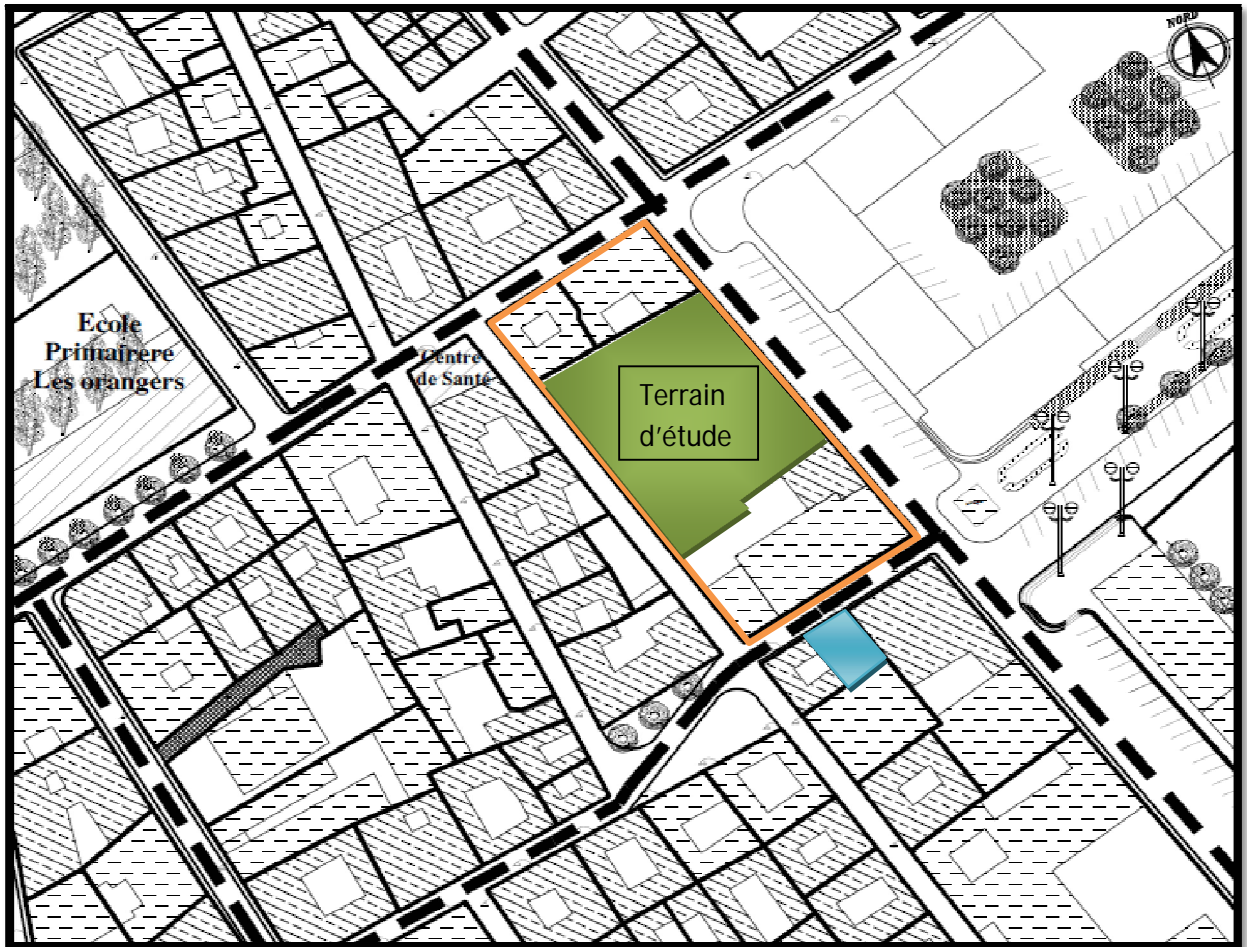 NORD
Ecole
Primairere
Les orangers
Centre
de Santé
Terrain
d'étude